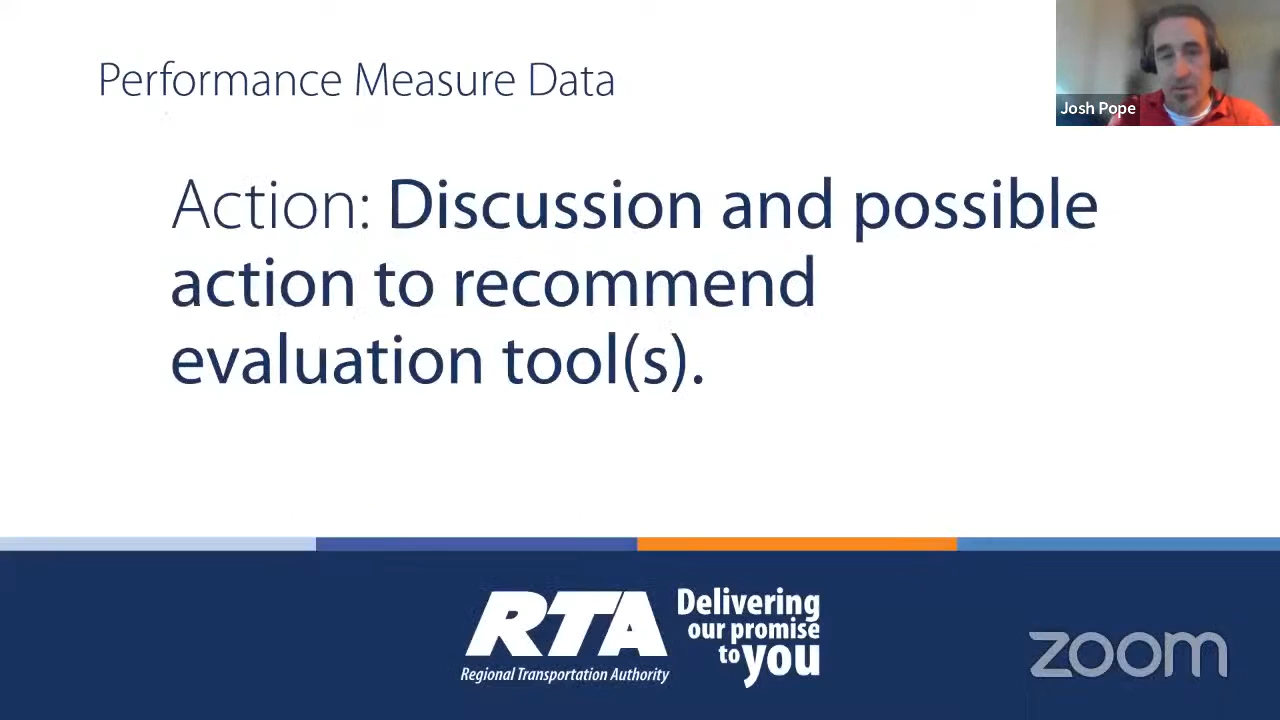 Performance Measure Data
Josh Pope
Action: Discussion and possible
action to recommend
evaluation tool(s).
RTA
Regional Transportation Authority
Delivering
our promise
to you
zoom